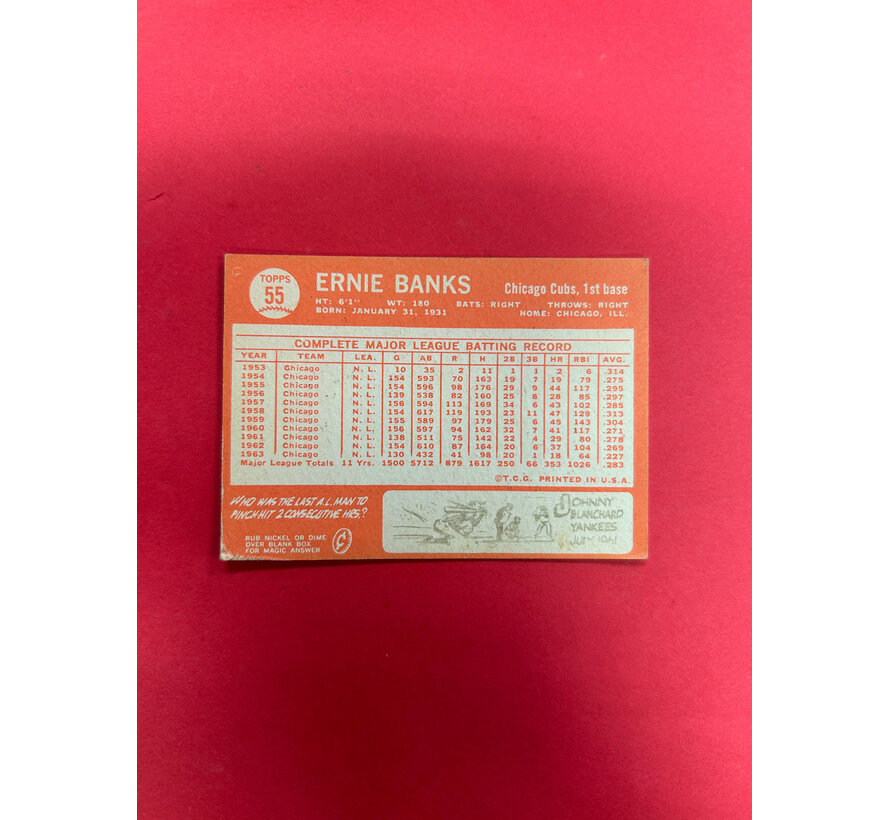 TOPPS
55
ERNIE BANKS
Chicago Cubs, 1st base
HT: 6'1" WT: 180 BATS: RIGHT THROWS: RIGHT
BORN: JANUARY 31, 1931 HOME: CHICAGO, ILL.
COMPLETE MAJOR LEAGUE BATTING RECORD
YEAR TEAM LEA. G AB R H 2B 3B HR RBI AVG.
1953 Chicago N. L. 10 35 2 11 1 1 2 6 .314
1954 Chicago N. L. 154 593 70 163 19 7 19 79 .275
1955 Chicago N. L. 154 596 98 176 29 9 44 117 .295
1956 Chicago N. L. 139 538 82 160 25 8 28 85 .297
1957 Chicago N. L. 156 594 113 169 34 6 43 102 .285
1958 Chicago N. L. 154 617 119 193 23 11 47 129 .313
1959 Chicago N. L. 155 589 97 179 25 6 45 143 .304
1960 Chicago N. L. 156 597 94 162 32 7 41 117 .271
1961 Chicago N. L. 138 511 75 142 22 4 29 80 .278
1962 Chicago N. L. 154 610 87 164 20 6 37 104 .269
1963 Chicago N. L. 130 432 41 98 20 1 18 64 .227
Major League Totals 11 Yrs. 1500 5712 879 1617 250 66 353 1026 .283
©T.C.G. PRINTED IN U.S.A.
WHO WAS THE LAST A.L. MAN TO
PINCH-HIT 2 CONSECUTIVE HRS.?
RUB NICKEL OR DIME
OVER BLANK BOX
FOR MAGIC ANSWER
JOHNNY
BLANCHARD
YANKEES
JULY 1961